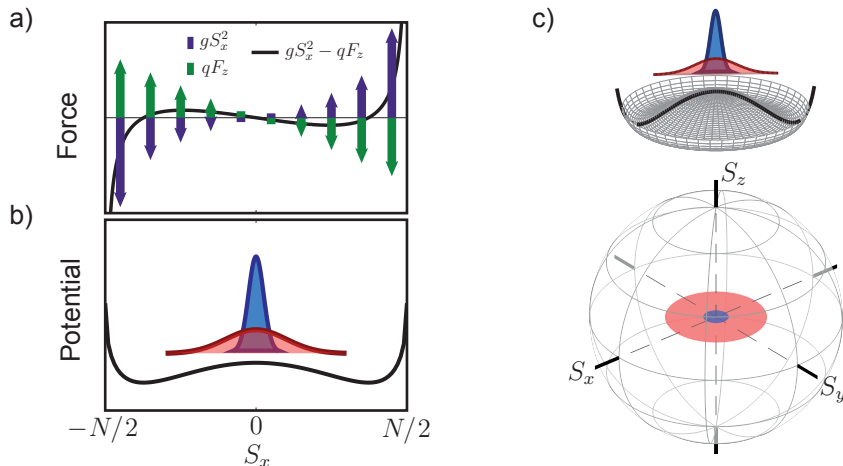 a)
Force
gS_x^2
qF_z
gS_x^2 − qF_z
b)
Potential
−N/2
0
N/2
S_x
c)
S_z
S_x
S_y